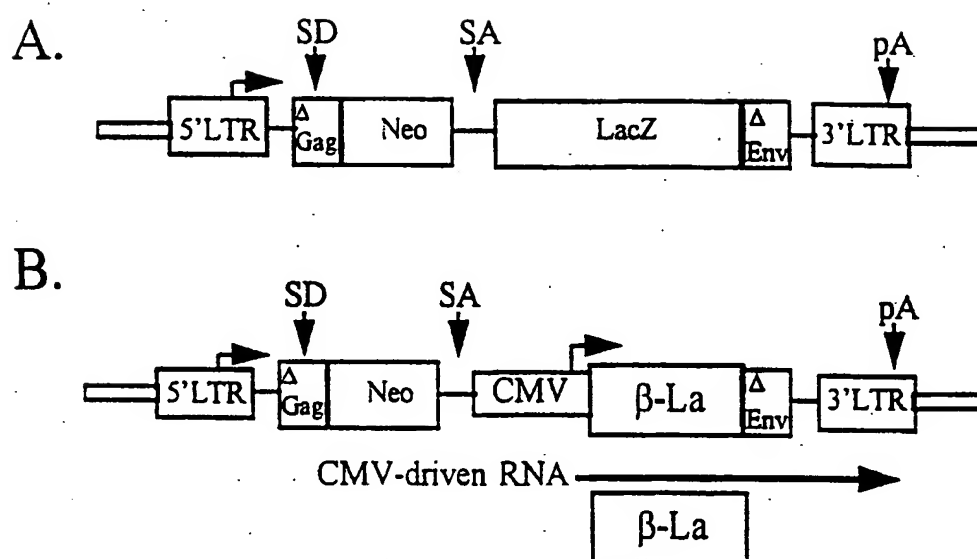 A.
SD SA pA
5'LTR Δ Gag Neo LacZ Δ Env 3'LTR
B.
SD SA pA
5'LTR Δ Gag Neo CMV β-La Δ Env 3'LTR
CMV-driven RNA
β-La